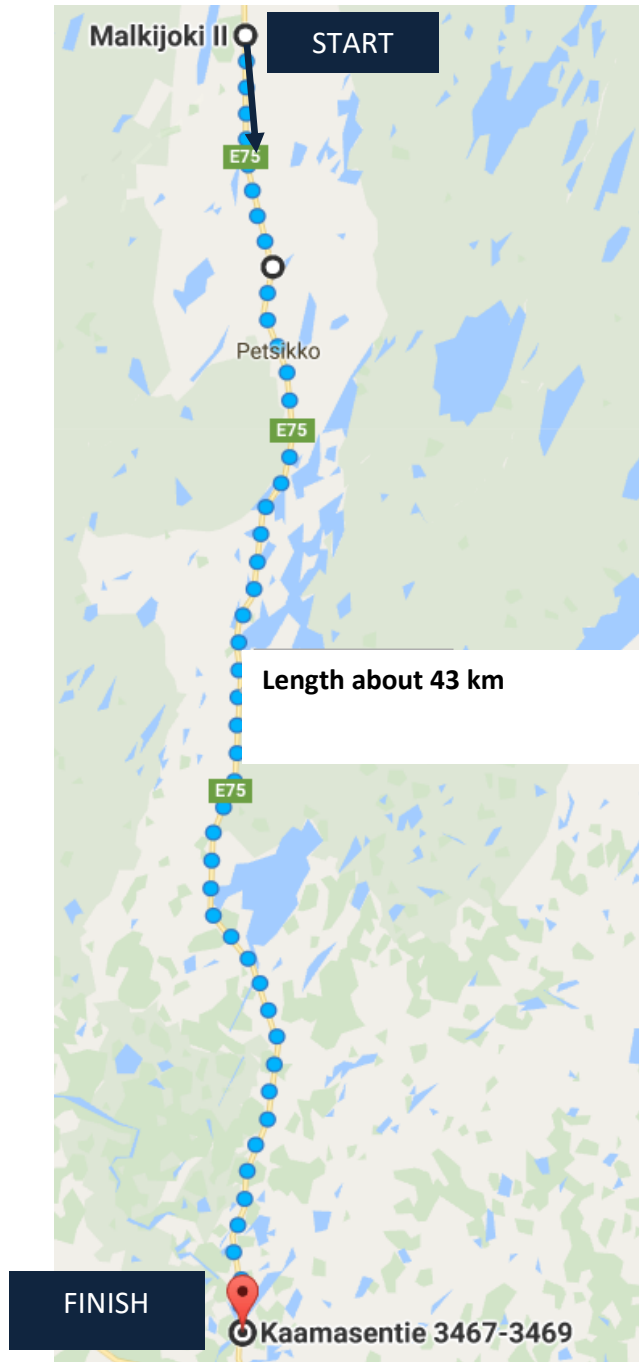 Malkijoki II
START
E75
Petsikko
E75
Length about 43 km
E75
FINISH
Kaamasentie 3467-3469